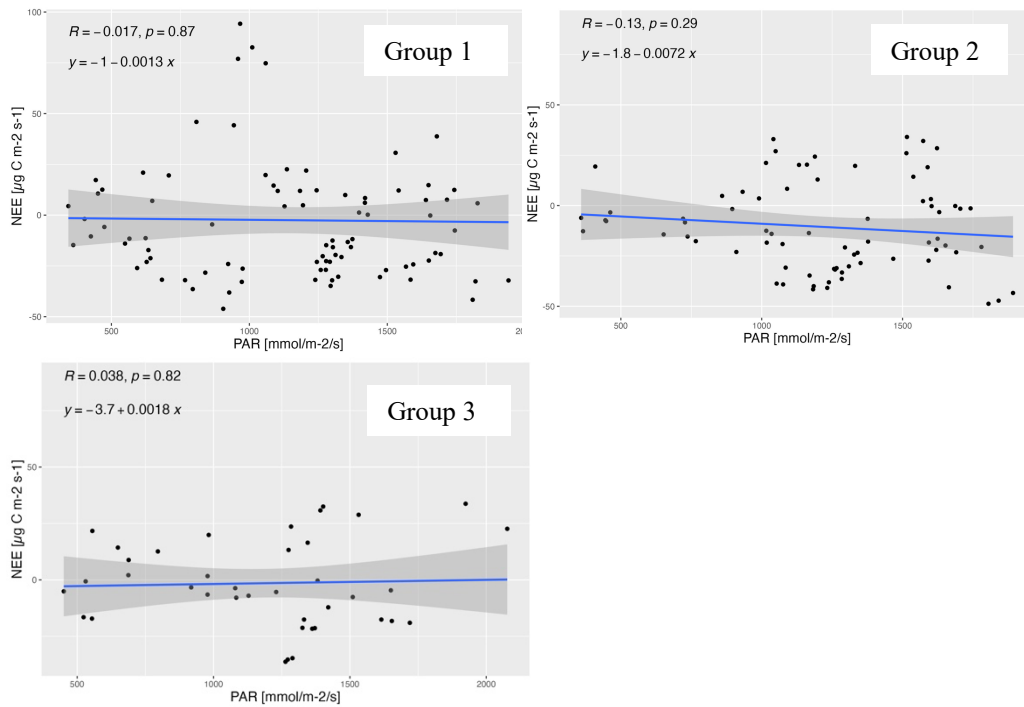 100
R = −0.017, p = 0.87
Group 1
y = −1 − 0.0013 x
50
NEE [µg C m-2 s-1]
0
-50
500
1000
1500
20
PAR [mmol/m-2/s]
R = −0.13, p = 0.29
Group 2
y = −1.8 − 0.0072 x
50
NEE [µg C m-2 s-1]
0
-50
500
1000
1500
PAR [mmol/m-2/s]
R = 0.038, p = 0.82
Group 3
y = −3.7 + 0.0018 x
50
NEE [µg C m-2 s-1]
0
500
1000
1500
2000
PAR [mmol/m-2/s]